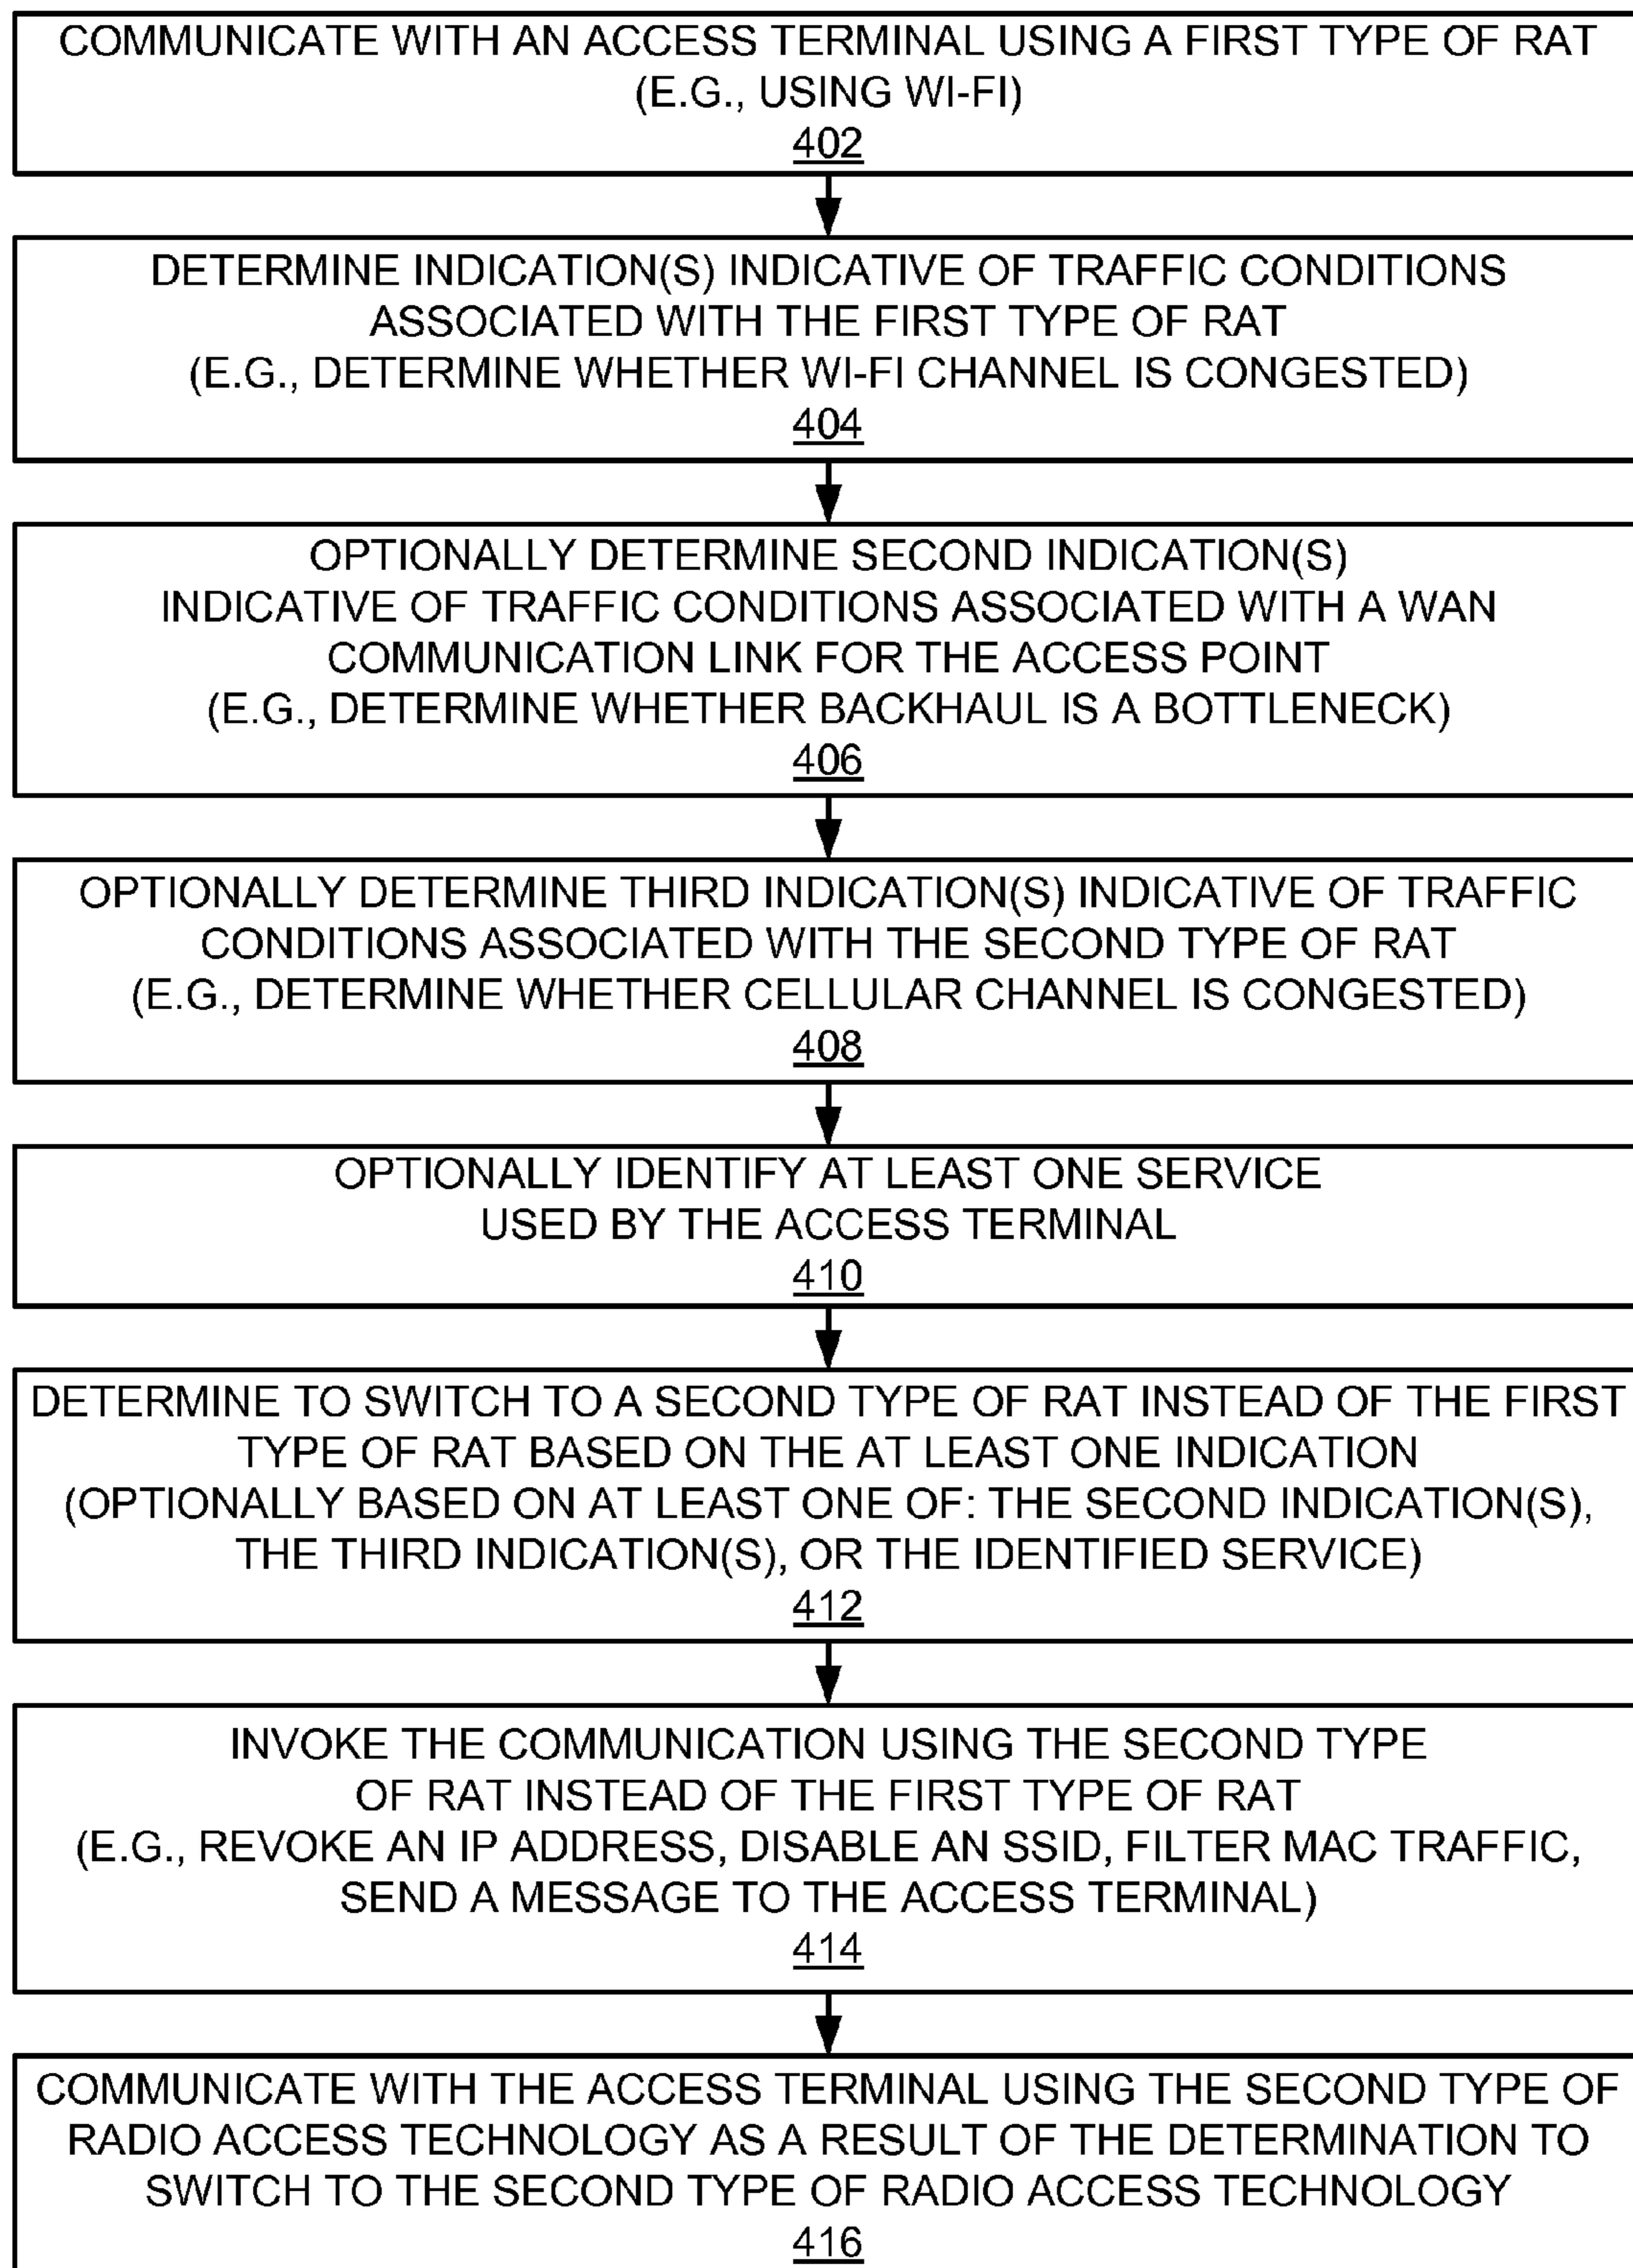 COMMUNICATE WITH AN ACCESS TERMINAL USING A FIRST TYPE OF RAT
(E.G., USING WI-FI)
402
DETERMINE INDICATION(S) INDICATIVE OF TRAFFIC CONDITIONS
ASSOCIATED WITH THE FIRST TYPE OF RAT
(E.G., DETERMINE WHETHER WI-FI CHANNEL IS CONGESTED)
404
OPTIONALLY DETERMINE SECOND INDICATION(S)
INDICATIVE OF TRAFFIC CONDITIONS ASSOCIATED WITH A WAN
COMMUNICATION LINK FOR THE ACCESS POINT
(E.G., DETERMINE WHETHER BACKHAUL IS A BOTTLENECK)
406
OPTIONALLY DETERMINE THIRD INDICATION(S) INDICATIVE OF TRAFFIC
CONDITIONS ASSOCIATED WITH THE SECOND TYPE OF RAT
(E.G., DETERMINE WHETHER CELLULAR CHANNEL IS CONGESTED)
408
OPTIONALLY IDENTIFY AT LEAST ONE SERVICE
USED BY THE ACCESS TERMINAL
410
DETERMINE TO SWITCH TO A SECOND TYPE OF RAT INSTEAD OF THE FIRST
TYPE OF RAT BASED ON THE AT LEAST ONE INDICATION
(OPTIONALLY BASED ON AT LEAST ONE OF: THE SECOND INDICATION(S),
THE THIRD INDICATION(S), OR THE IDENTIFIED SERVICE)
412
INVOKE THE COMMUNICATION USING THE SECOND TYPE
OF RAT INSTEAD OF THE FIRST TYPE OF RAT
(E.G., REVOKE AN IP ADDRESS, DISABLE AN SSID, FILTER MAC TRAFFIC,
SEND A MESSAGE TO THE ACCESS TERMINAL)
414
COMMUNICATE WITH THE ACCESS TERMINAL USING THE SECOND TYPE OF
RADIO ACCESS TECHNOLOGY AS A RESULT OF THE DETERMINATION TO
SWITCH TO THE SECOND TYPE OF RADIO ACCESS TECHNOLOGY
416